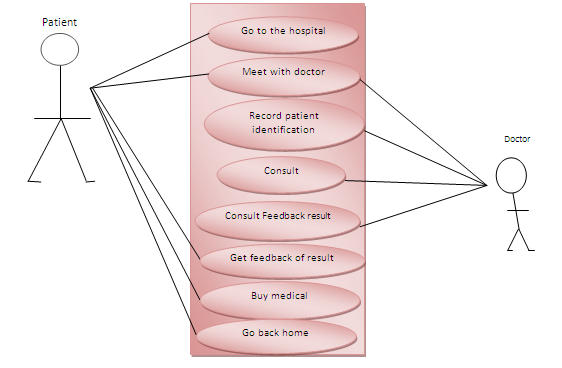 Patient
Go to the hospital
Meet with doctor
Record patient
identification
Doctor
Consult
Consult Feedback result
Get feedback of result
Buy medical
Go back home